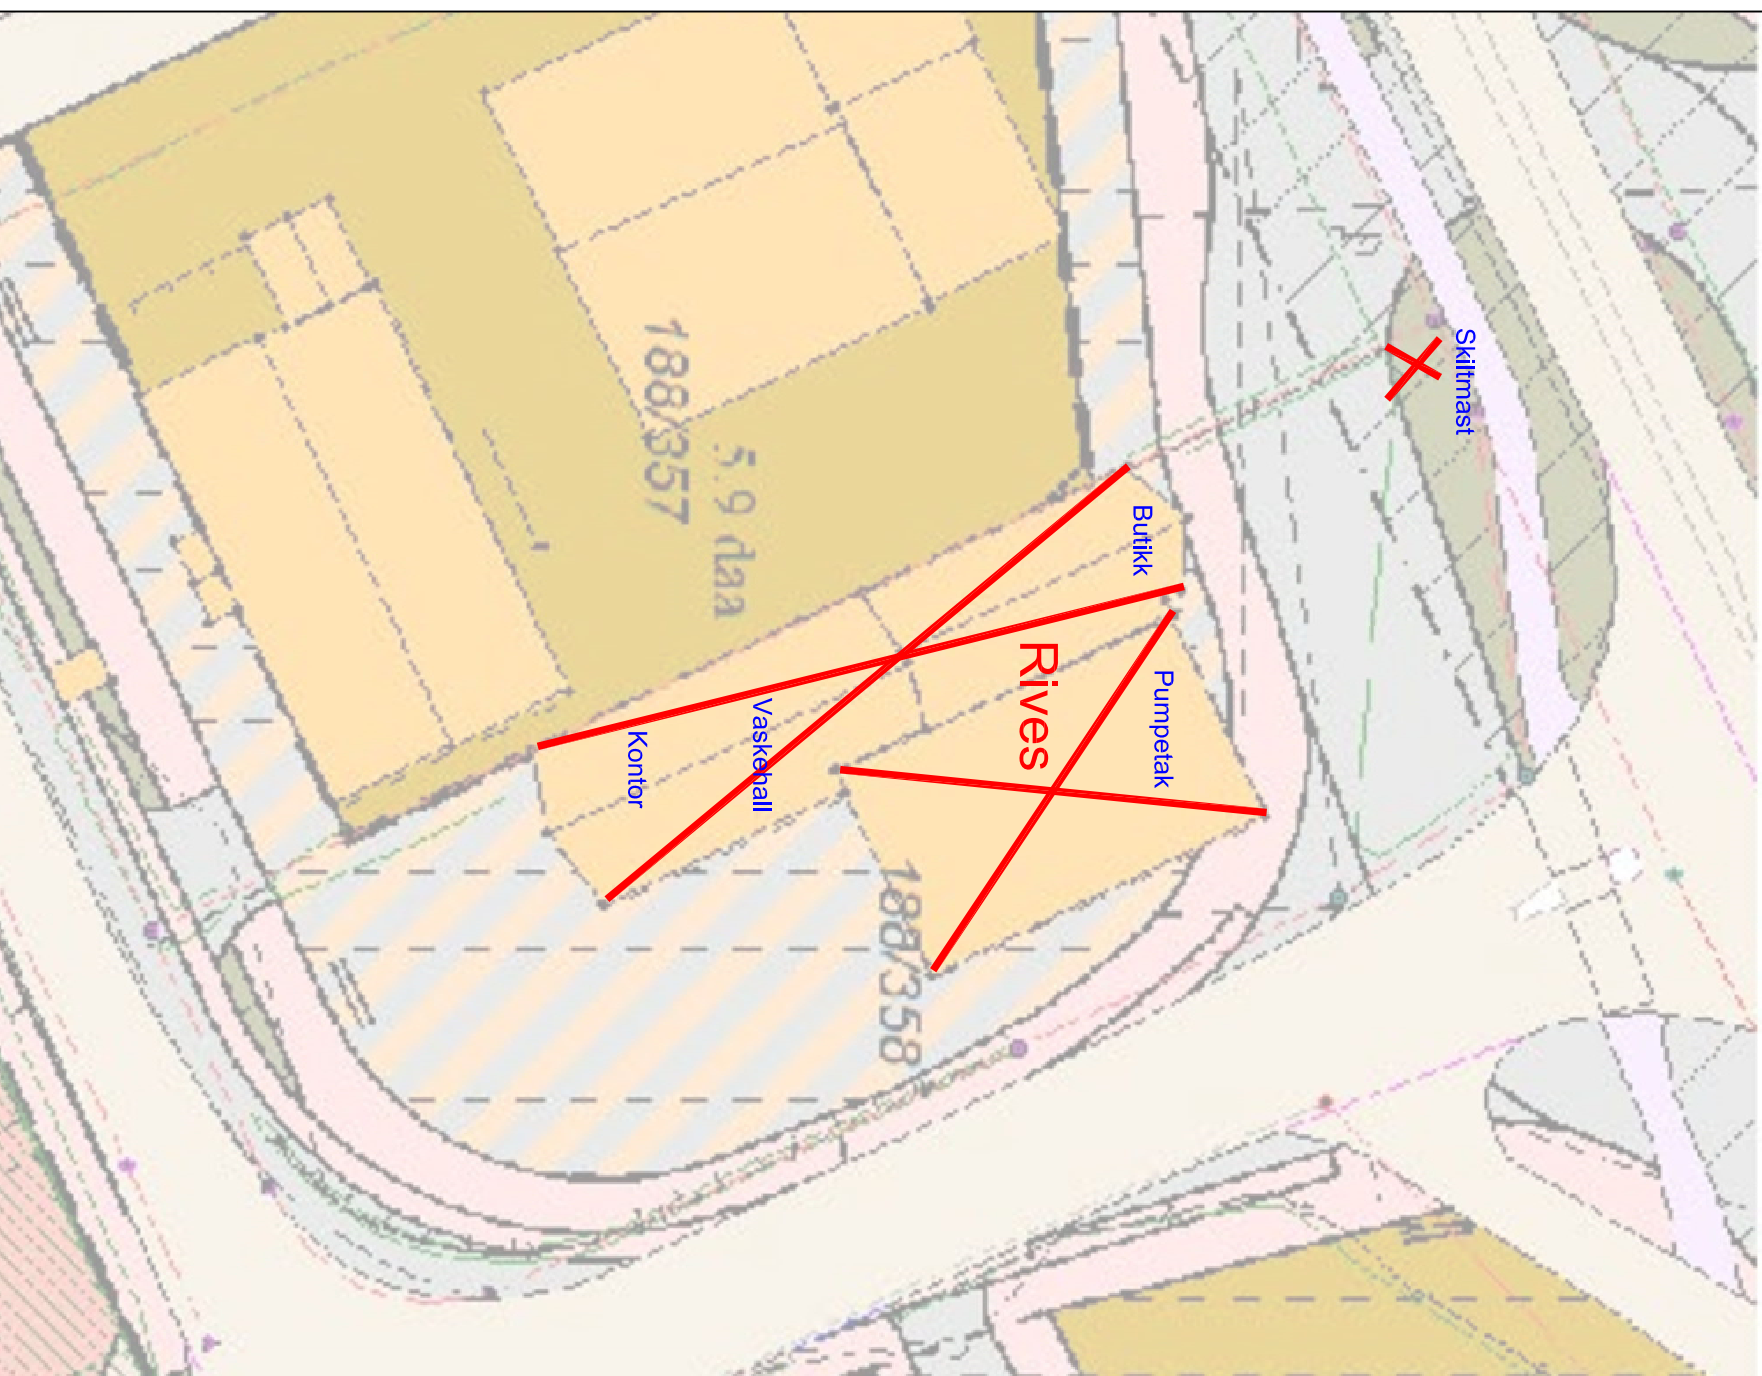 Skiltmast
Butikk
Pumpetak
Rives
Vaskehall
Kontor
5.9 daa
188/357
188/358